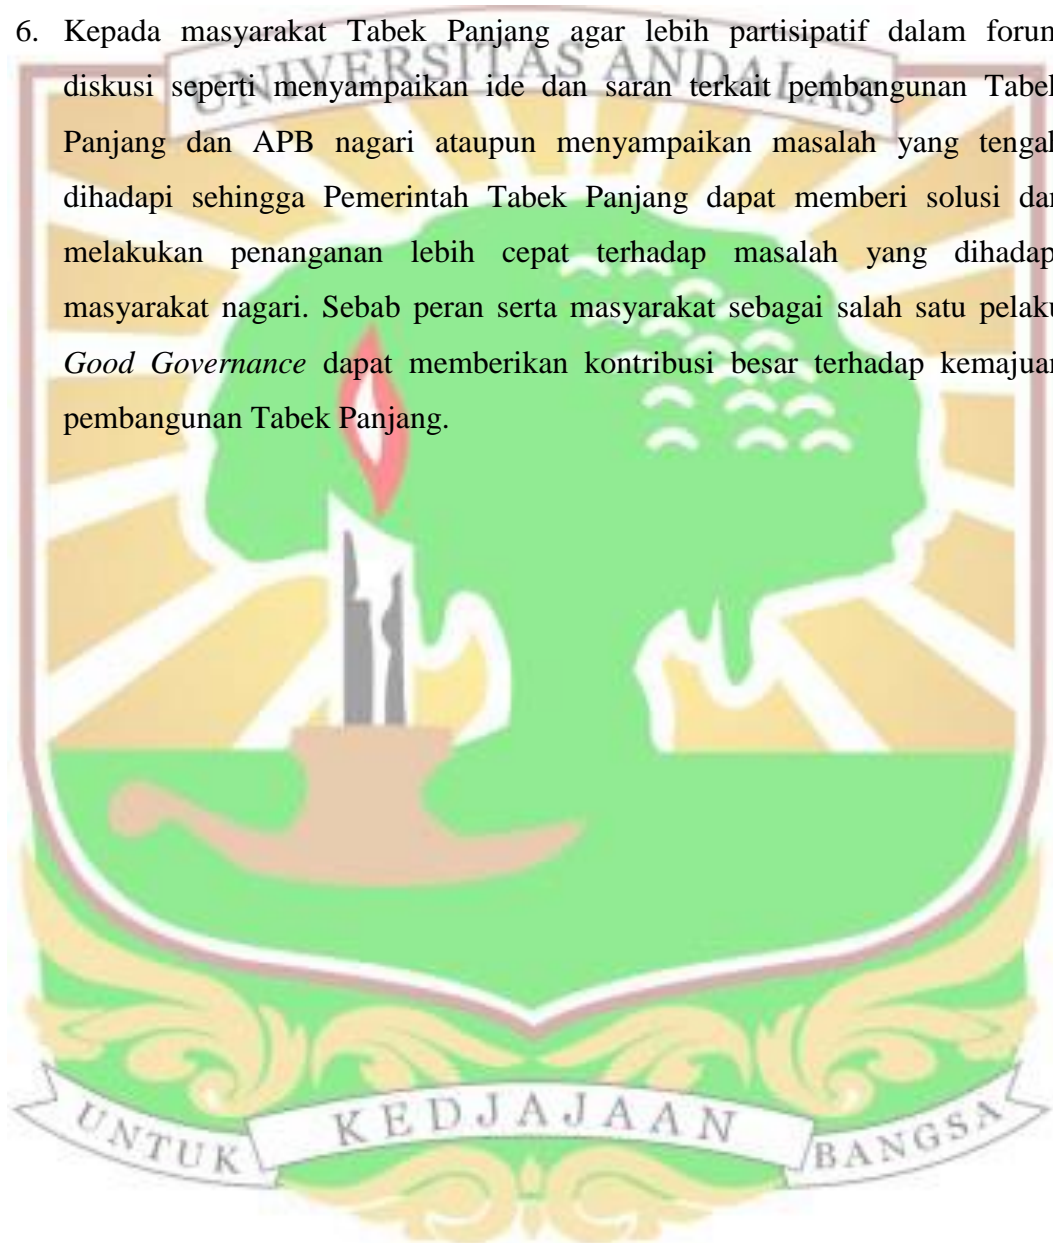 6. Kepada masyarakat Tabek Panjang agar lebih partisipatif dalam forum
diskusi seperti menyampaikan ide dan saran terkait pembangunan Tabek
Panjang dan APB nagari ataupun menyampaikan masalah yang tengah
dihadapi sehingga Pemerintah Tabek Panjang dapat memberi solusi dan
melakukan penanganan lebih cepat terhadap masalah yang dihadap
masyarakat nagari. Sebab peran serta masyarakat sebagai salah satu pelaku
Good Governance dapat memberikan kontribusi besar terhadap kemajuan
pembangunan Tabek Panjang.
UNIVERSITAS ANDALAS
UNTUK KEDJAJAAN BANGSA